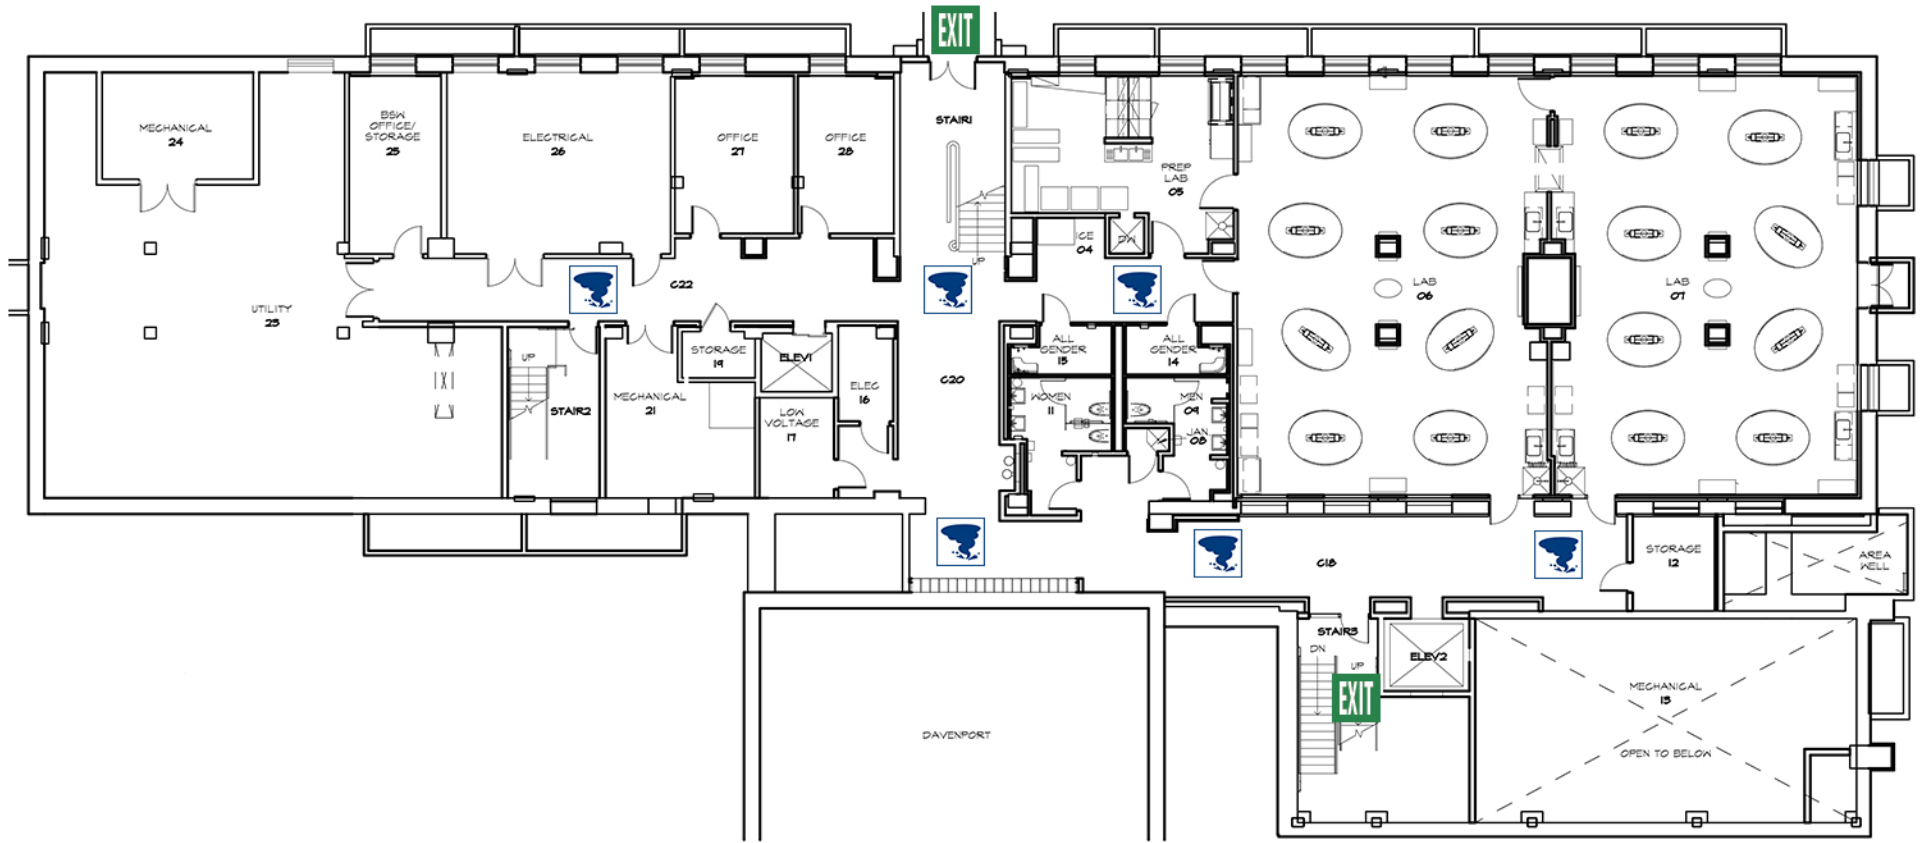 EXIT
MECHANICAL
24
BSW
OFFICE/
STORAGE
25
ELECTRICAL
26
OFFICE
27
OFFICE
28
STAIR1
UP
PREP
LAB
05
ICE
04
DW
C22
UTILITY
23
LAB
06
LAB
07
UP
STAIR2
MECHANICAL
21
STORAGE
19
ELEV1
LOW
VOLTAGE
17
ELEC
16
C20
ALL
GENDER
15
ALL
GENDER
14
WOMEN
11
MEN
09
JAN
08
C18
STORAGE
12
AREA
WELL
STAIR3
DN
UP
EXIT
ELEV2
MECHANICAL
13
OPEN TO BELOW
DAVENPORT